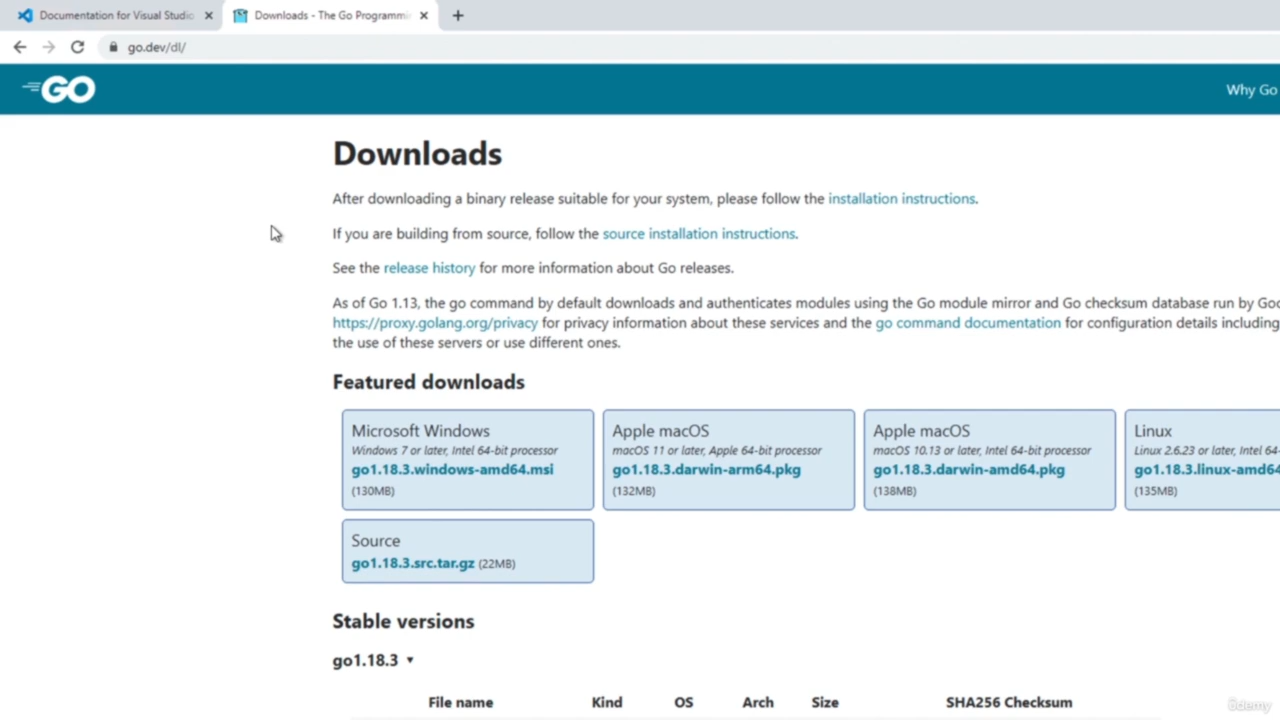 Documentation for Visual Studio
Downloads - The Go Programmi
go.dev/dl/
GO
Why Go
Downloads
After downloading a binary release suitable for your system, please follow the installation instructions.
If you are building from source, follow the source installation instructions.
See the release history for more information about Go releases.
As of Go 1.13, the go command by default downloads and authenticates modules using the Go module mirror and Go checksum database run by Goo
https://proxy.golang.org/privacy for privacy information about these services and the go command documentation for configuration details including
the use of these servers or use different ones.
Featured downloads
Microsoft Windows
Windows 7 or later, Intel 64-bit processor
go1.18.3.windows-amd64.msi
(130MB)
Apple macOS
macOS 11 or later, Apple 64-bit processor
go1.18.3.darwin-arm64.pkg
(132MB)
Apple macOS
macOS 10.13 or later, Intel 64-bit processor
go1.18.3.darwin-amd64.pkg
(138MB)
Linux
Linux 2.6.23 or later, Intel 64-
go1.18.3.linux-amd64
(135MB)
Source
go1.18.3.src.tar.gz (22MB)
Stable versions
go1.18.3 ▾
File name Kind OS Arch Size SHA256 Checksum
ûdemy